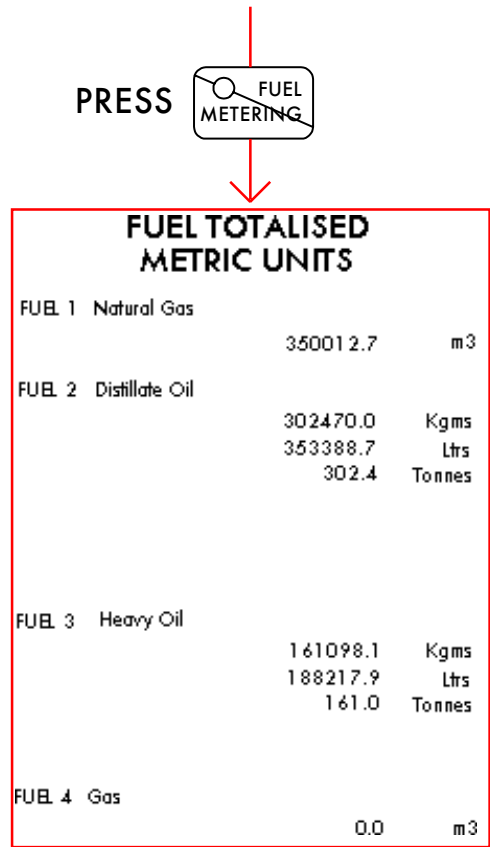 PRESS
FUEL
METERING
FUEL TOTALISED
METRIC UNITS
FUEL 1 Natural Gas
350012.7 m3
FUEL 2 Distillate Oil
302470.0 Kgms
353388.7 Ltrs
302.4 Tonnes
FUEL 3 Heavy Oil
161098.1 Kgms
188217.9 Ltrs
161.0 Tonnes
FUEL 4 Gas
0.0 m3